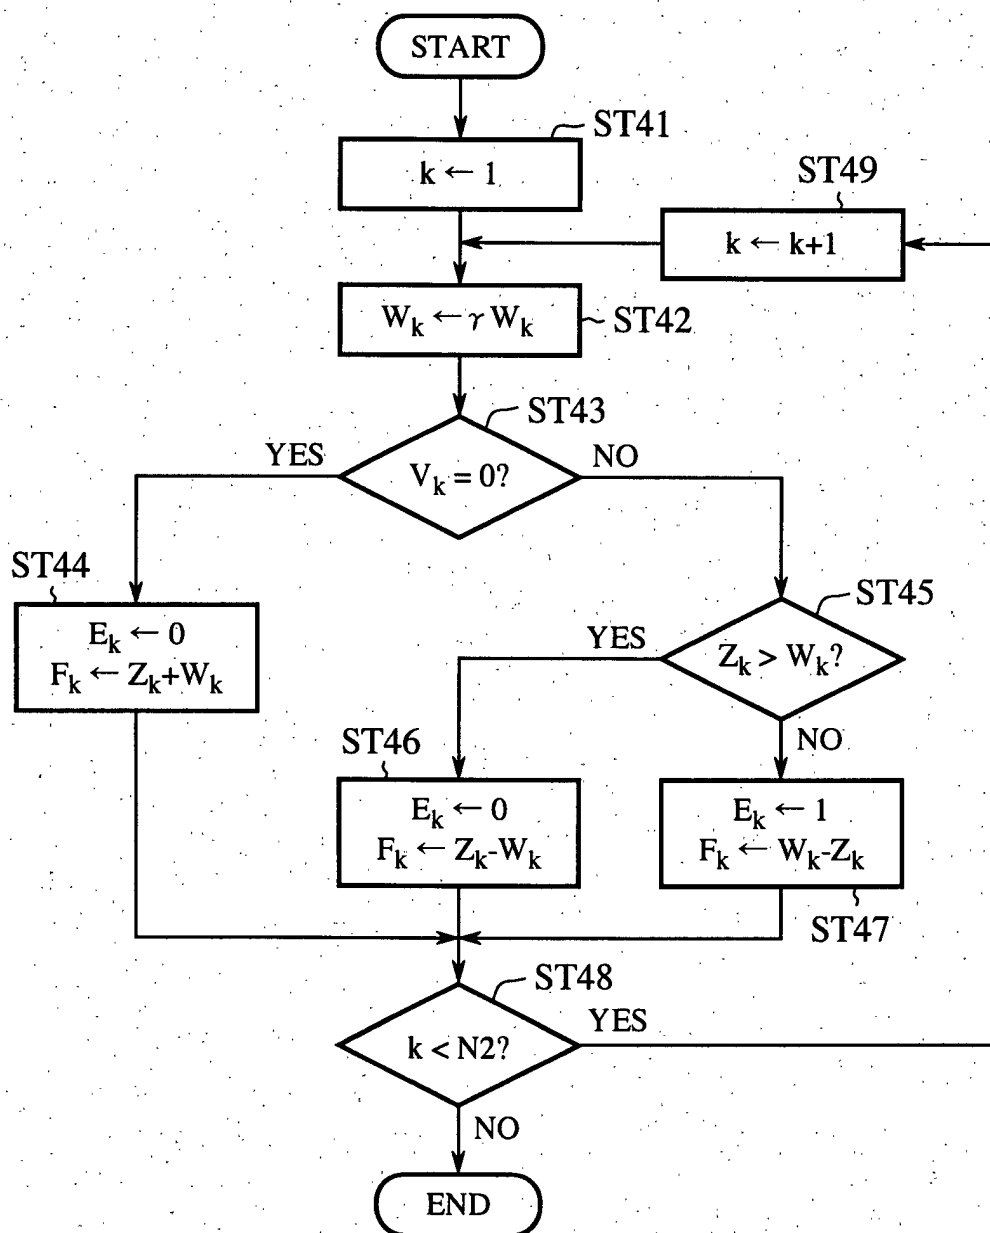 START
ST41
k ← 1
ST49
k ← k+1
W_k ← γ W_k
ST42
ST43
YES
V_k = 0?
NO
ST44
E_k ← 0
F_k ← Z_k+W_k
ST45
YES
Z_k > W_k?
NO
ST46
E_k ← 0
F_k ← Z_k-W_k
E_k ← 1
F_k ← W_k-Z_k
ST47
ST48
k < N2?
YES
NO
END